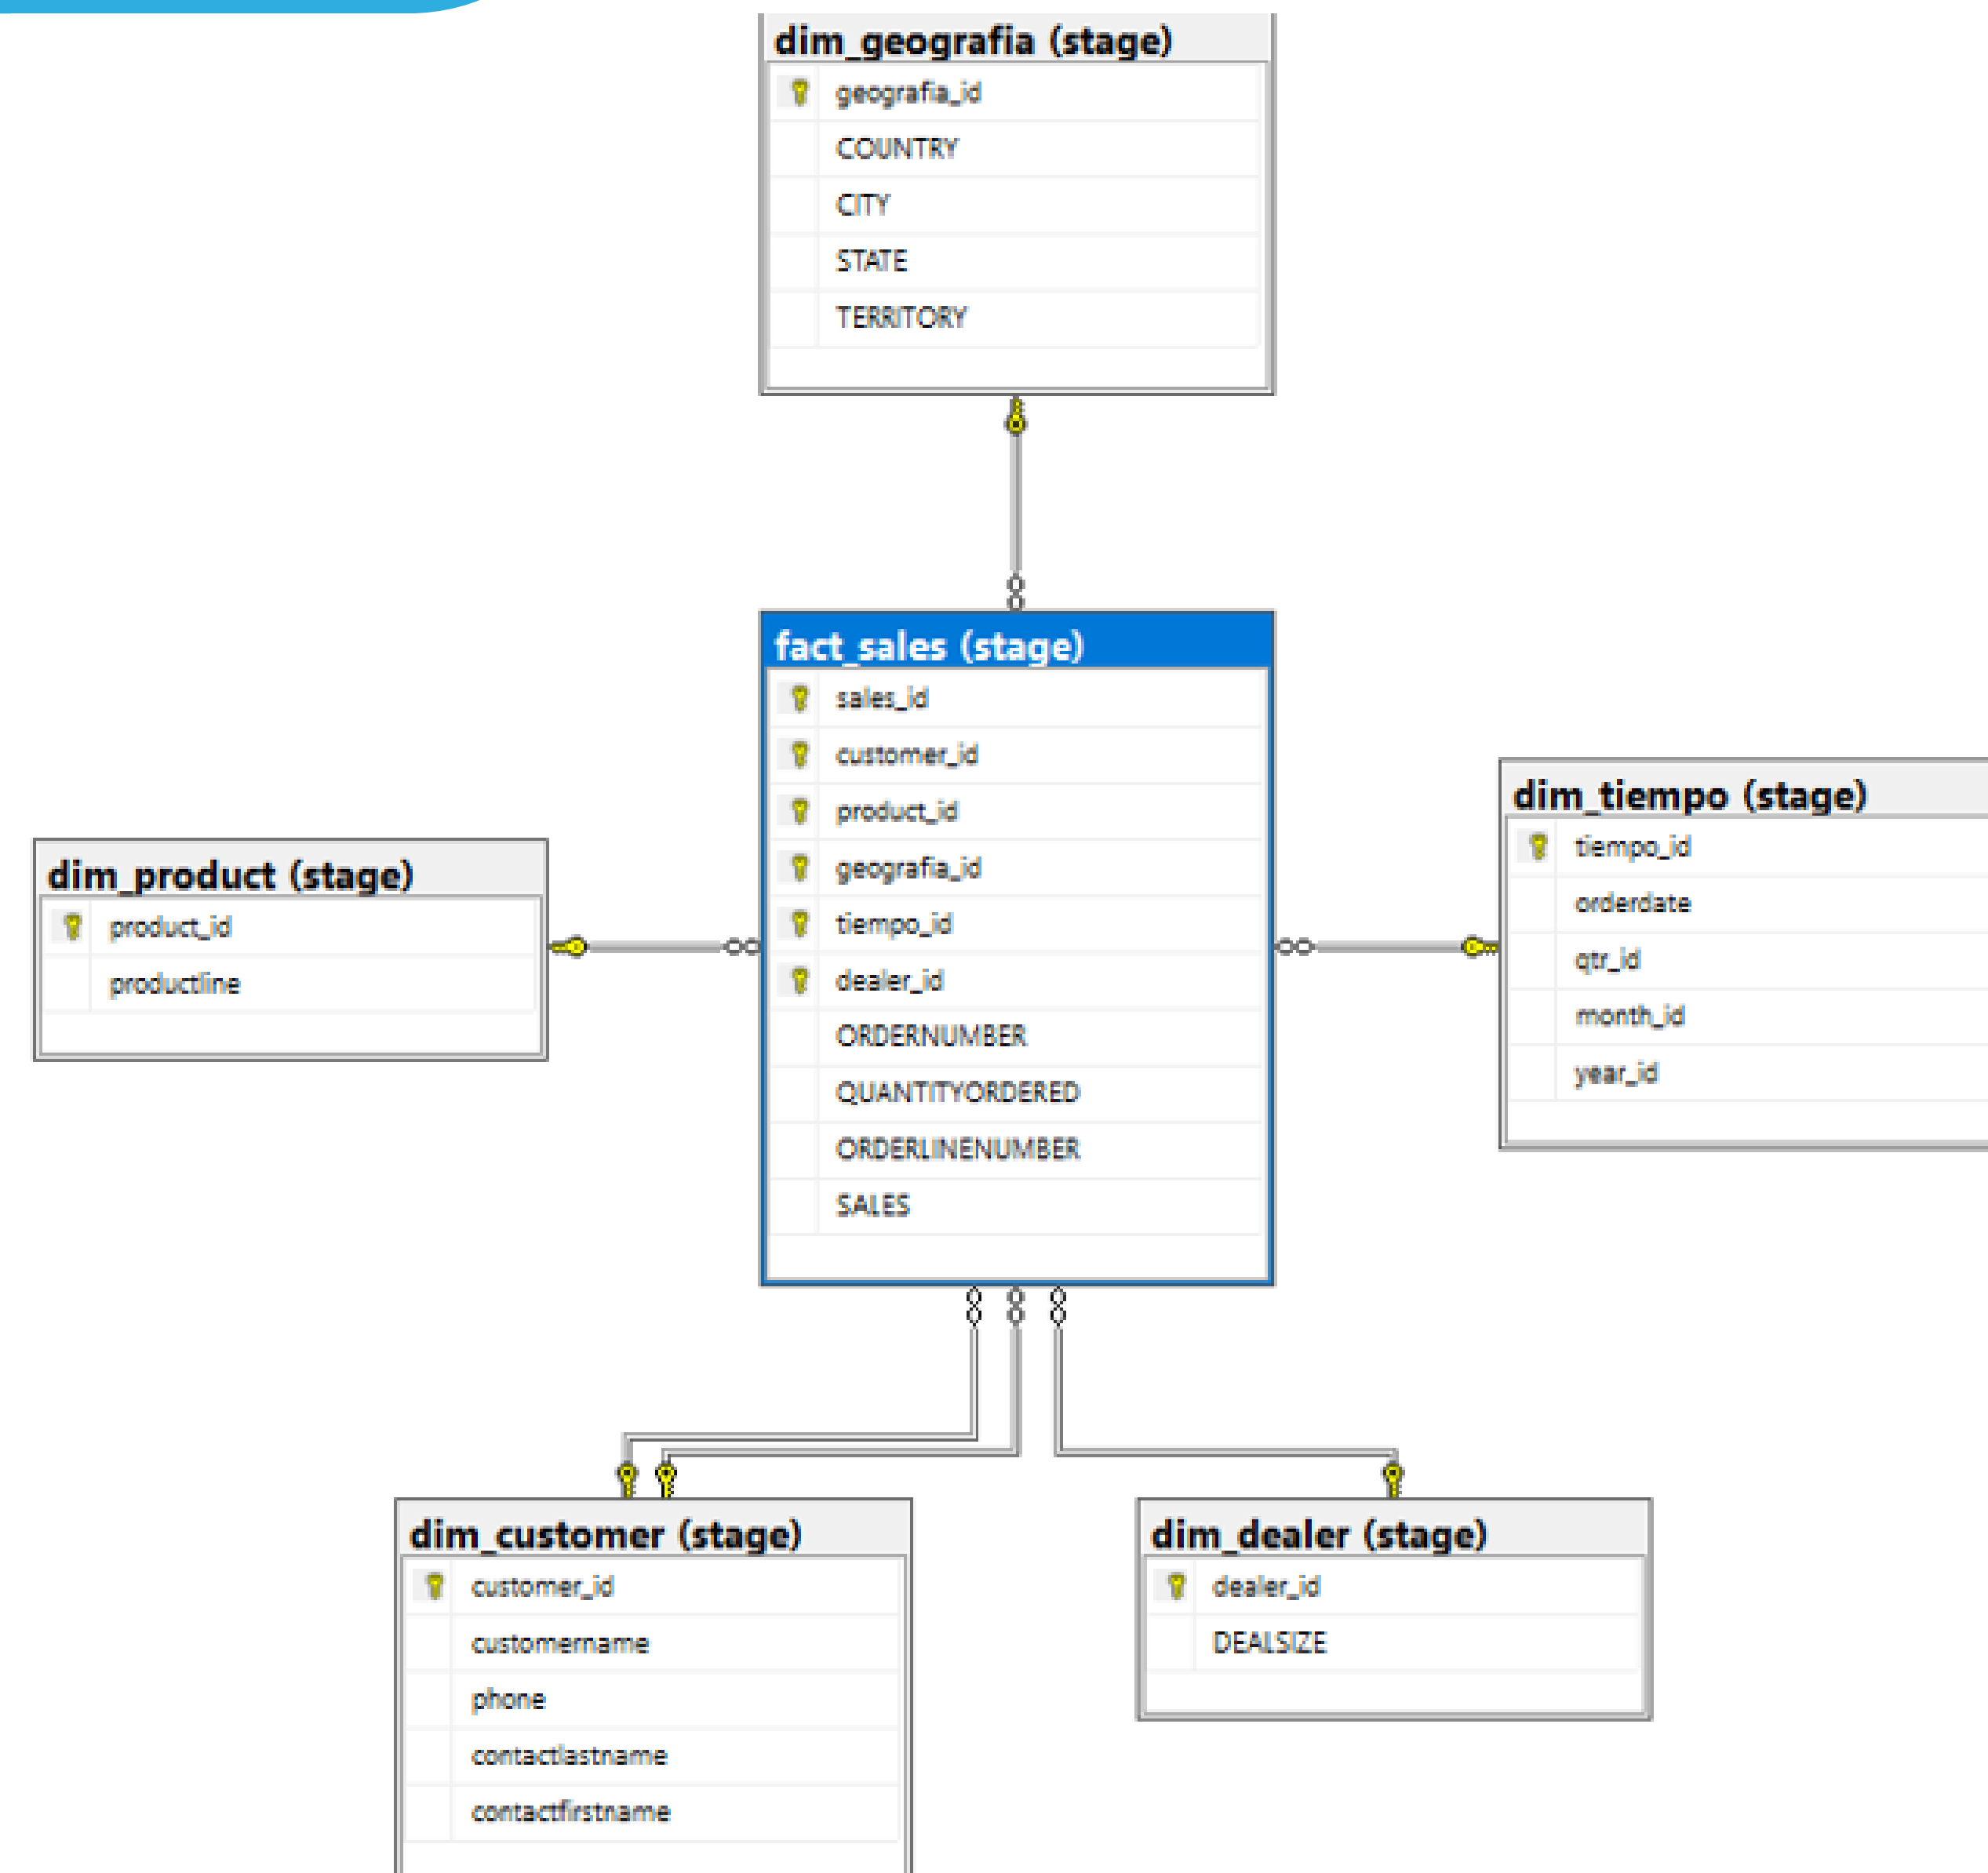 dim_geografia (stage)
geografia_id
COUNTRY
CITY
STATE
TERRITORY
fact_sales (stage)
sales_id
customer_id
product_id
geografia_id
tiempo_id
dealer_id
ORDERNUMBER
QUANTITYORDERED
ORDERLINENUMBER
SALES
dim_product (stage)
product_id
productline
dim_tiempo (stage)
tiempo_id
orderdate
qtr_id
month_id
year_id
dim_customer (stage)
customer_id
customername
phone
contactlastname
contactfirstname
dim_dealer (stage)
dealer_id
DEALSIZE